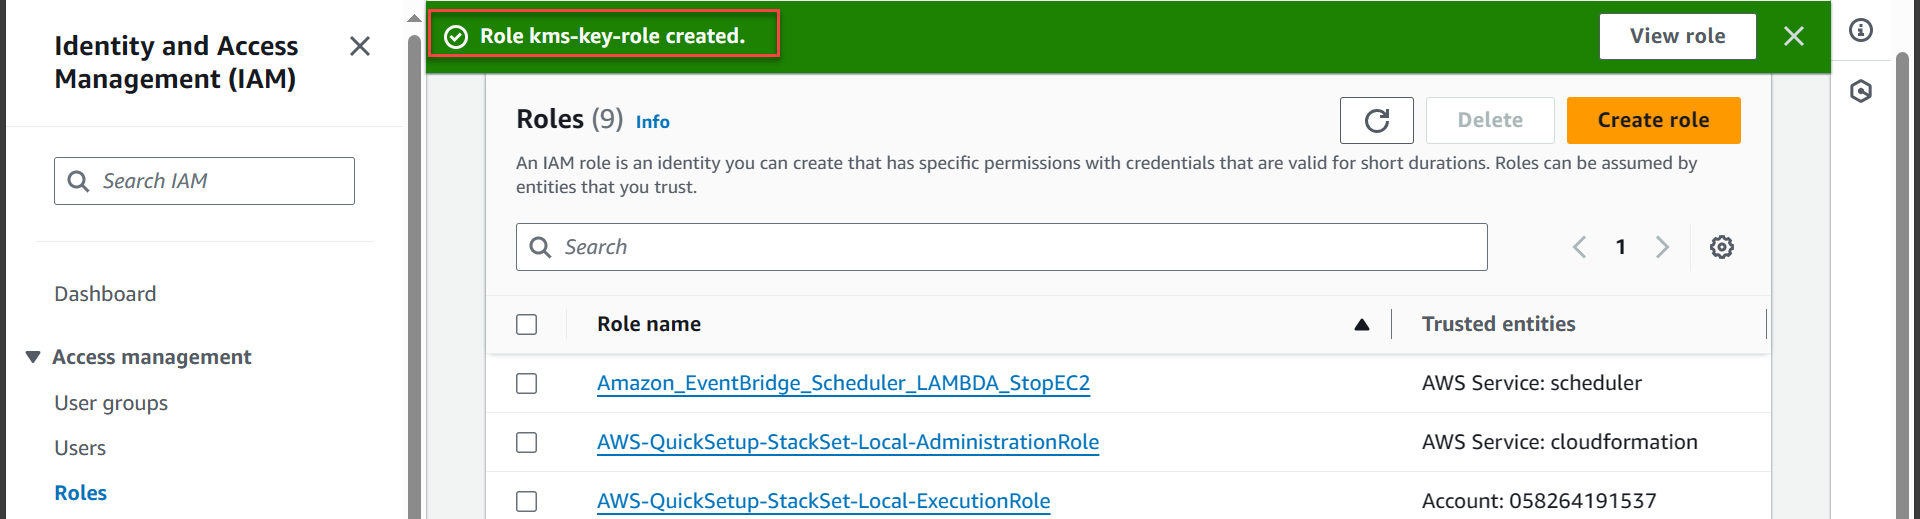 Identity and Access
Management (IAM)
Search IAM
Dashboard
Access management
User groups
Users
Roles
Role kms-key-role created.
View role
Roles (9) Info
Delete
Create role
An IAM role is an identity you can create that has specific permissions with credentials that are valid for short durations. Roles can be assumed by
entities that you trust.
Search
1
Role name
Trusted entities
Amazon_EventBridge_Scheduler_LAMBDA_StopEC2
AWS Service: scheduler
AWS-QuickSetup-StackSet-Local-AdministrationRole
AWS Service: cloudformation
AWS-QuickSetup-StackSet-Local-ExecutionRole
Account: 058264191537